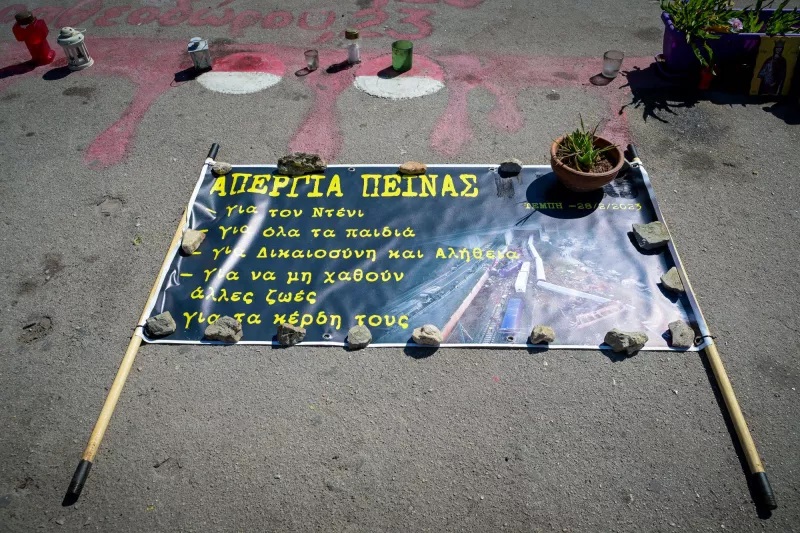 ΑΠΕΡΓΙΑ ΠΕΙΝΑΣ
ΤΕΜΠΗ -28/2/2023
- για τον Ντένι
- για όλα τα παιδιά
- για Δικαιοσύνη και Αλήθεια
- για να μη χαθούν
άλλες ζωές
για τα κέρδη τους